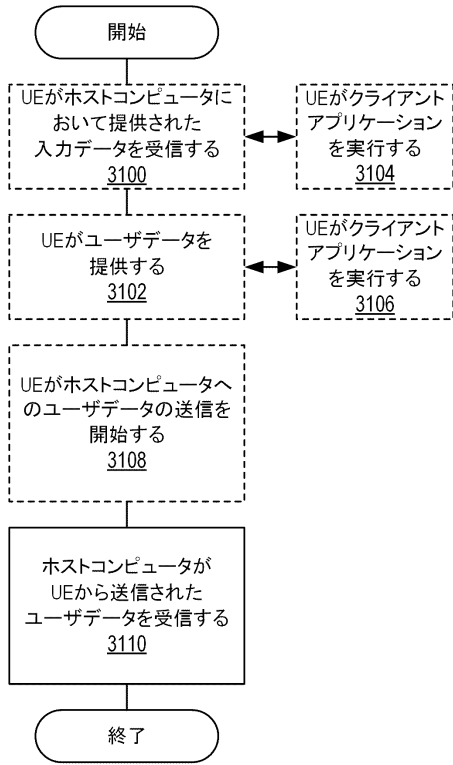 開始
UEがホストコンピュータに
おいて提供された
入力データを受信する
3100
UEがクライアント
アプリケーション
を実行する
3104
UEがユーザデータを
提供する
3102
UEがクライアント
アプリケーション
を実行する
3106
UEがホストコンピュータへ
のユーザデータの送信を
開始する
3108
ホストコンピュータが
UEから送信された
ユーザデータを受信する
3110
終了